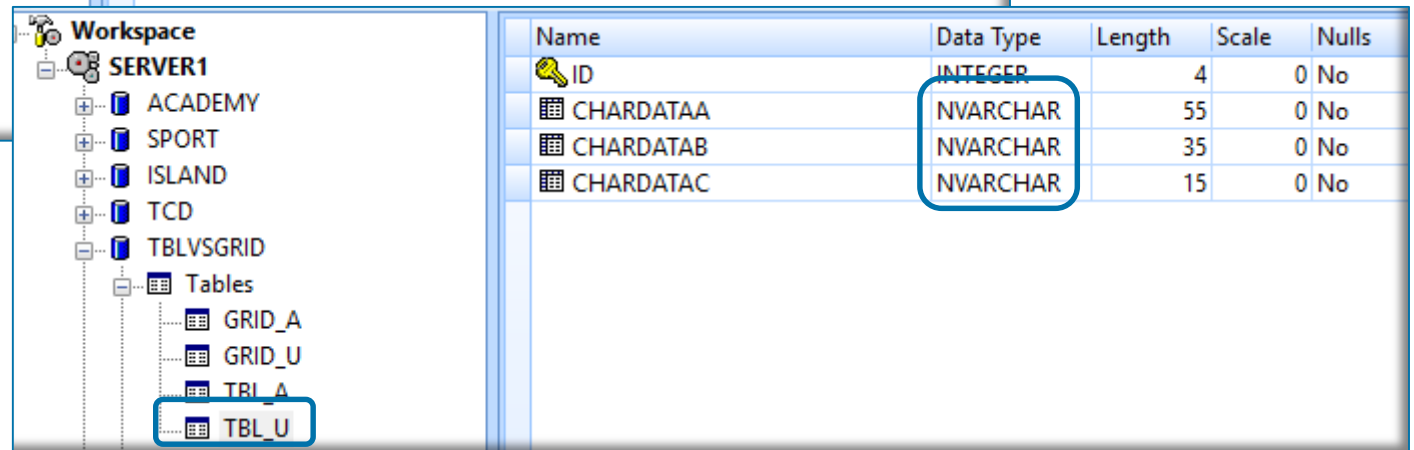 Workspace
SERVER1
ACADEMY
SPORT
ISLAND
TCD
TBLVSGRID
Tables
GRID_A
GRID_U
TBL_A
TBL_U
Name Data Type Length Scale Nulls
ID INTEGER 4 0 No
CHARDATAA NVARCHAR 55 0 No
CHARDATAB NVARCHAR 35 0 No
CHARDATAC NVARCHAR 15 0 No